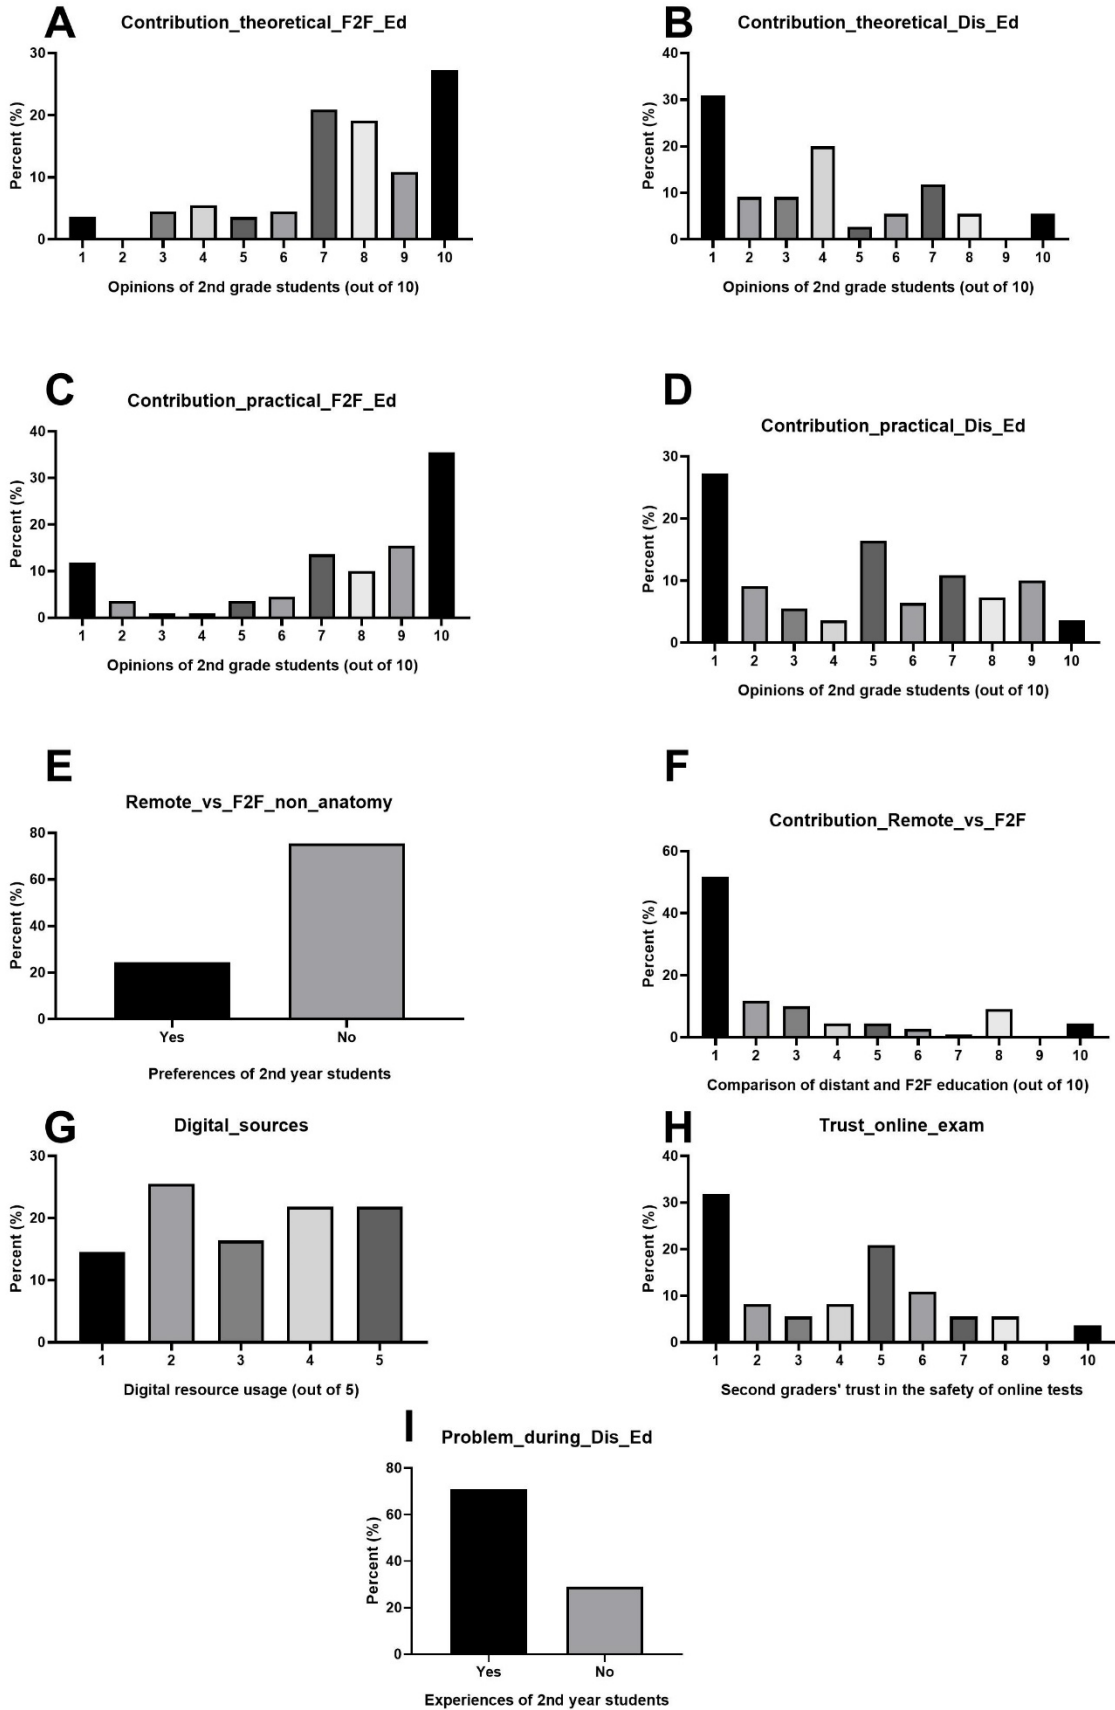 A
Contribution_theoretical_F2F_Ed
30
20
10
0
Percent (%)
1 2 3 4 5 6 7 8 9 10
Opinions of 2nd grade students (out of 10)
B
Contribution_theoretical_Dis_Ed
40
30
20
10
0
Percent (%)
1 2 3 4 5 6 7 8 9 10
Opinions of 2nd grade students (out of 10)
C
Contribution_practical_F2F_Ed
40
30
20
10
0
Percent (%)
1 2 3 4 5 6 7 8 9 10
Opinions of 2nd grade students (out of 10)
D
Contribution_practical_Dis_Ed
30
20
10
0
Percent (%)
1 2 3 4 5 6 7 8 9 10
Opinions of 2nd grade students (out of 10)
E
Remote_vs_F2F_non_anatomy
80
60
40
20
0
Percent (%)
Yes No
Preferences of 2nd year students
F
Contribution_Remote_vs_F2F
60
40
20
0
Percent (%)
1 2 3 4 5 6 7 8 9 10
Comparison of distant and F2F education (out of 10)
G
Digital_sources
30
20
10
0
Percent (%)
1 2 3 4 5
Digital resource usage (out of 5)
H
Trust_online_exam
40
30
20
10
0
Percent (%)
1 2 3 4 5 6 7 8 9 10
Second graders' trust in the safety of online tests
I
Problem_during_Dis_Ed
80
60
40
20
0
Percent (%)
Yes No
Experiences of 2nd year students